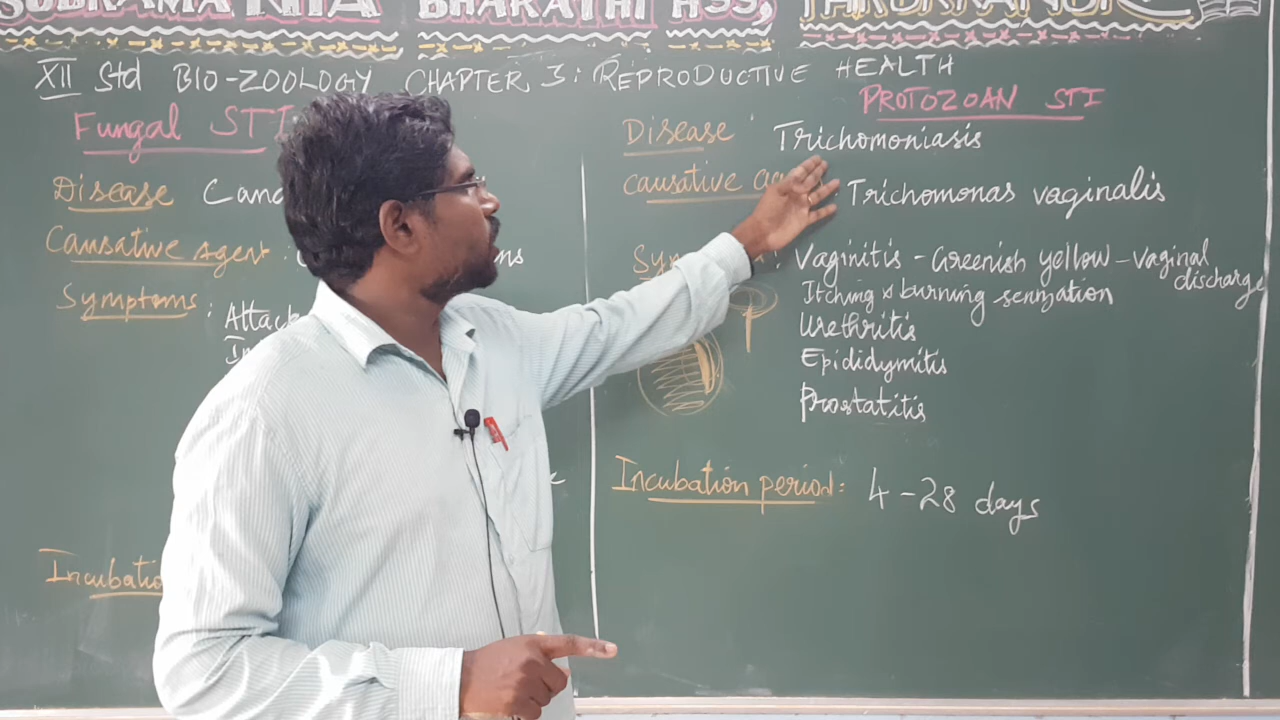 BHARATHI HSS,
XII Std BIO-ZOOLOGY CHAPTER 3: REPRODUCTIVE HEALTH
Fungal STI
Disease
Causative Agent :
Symptoms :
Attack
PROTOZOAN STI
Disease : Trichomoniasis
causative Trichomonas vaginalis
: Vaginitis - Greenish yellow - vaginal discharge
Itching & burning sensation
Urethritis
Epididymitis
Prostatitis
Incubation period: 4-28 days